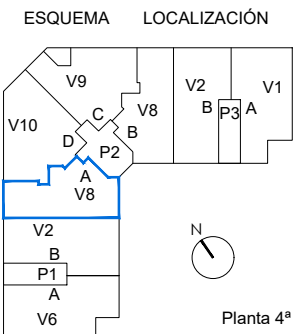 ESQUEMA LOCALIZACIÓN
V9
V2
V1
V10
C
V8
B
P3
A
D
B
P2
A
V8
V2
B
P1
A
V6
N
Planta 4ª